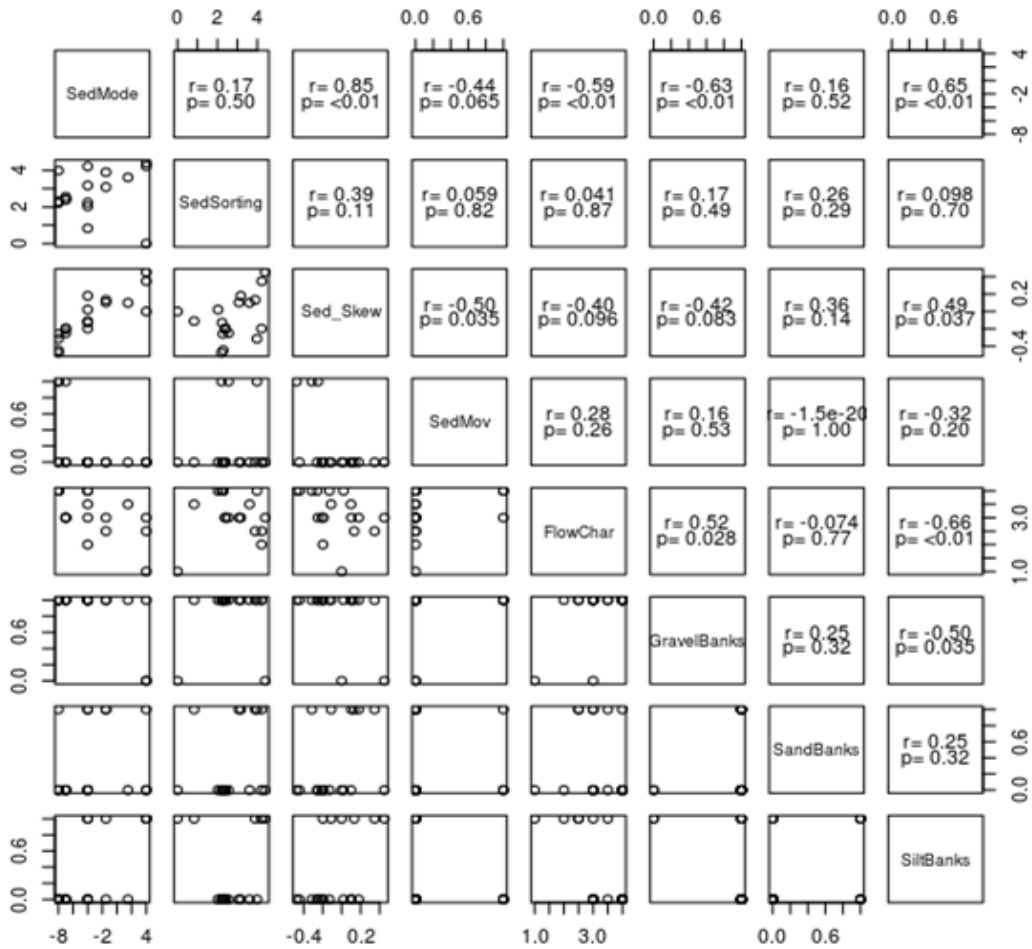 0 2 4 0.0 0.6 0.0 0.6 0.0 0.6
SedMode r= 0.17 r= 0.85 r= -0.44 r= -0.59 r= -0.63 r= 0.16 r= 0.65 -8 -2 4
p= 0.50 p= <0.01 p= 0.065 p= <0.01 p= <0.01 p= 0.52 p= <0.01
0 2 4 SedSorting r= 0.39 r= 0.059 r= 0.041 r= 0.17 r= 0.26 r= 0.098
p= 0.11 p= 0.82 p= 0.87 p= 0.49 p= 0.29 p= 0.70
Sed_Skew r= -0.50 r= -0.40 r= -0.42 r= 0.36 r= 0.49 -0.4 0.2
p= 0.035 p= 0.096 p= 0.083 p= 0.14 p= 0.037
0.0 0.6 SedMov r= 0.28 r= 0.16 r= -1.5e-20 r= -0.32
p= 0.26 p= 0.53 p= 1.00 p= 0.20
FlowChar r= 0.52 r= -0.074 r= -0.66 1.0 3.0
p= 0.028 p= 0.77 p= <0.01
0.0 0.6 GravelBanks r= 0.25 r= -0.50
p= 0.32 p= 0.035
SandBanks r= 0.25 0.0 0.6
p= 0.32
0.0 0.6 SiltBanks
-8 -2 4 -0.4 0.2 1.0 3.0 0.0 0.6